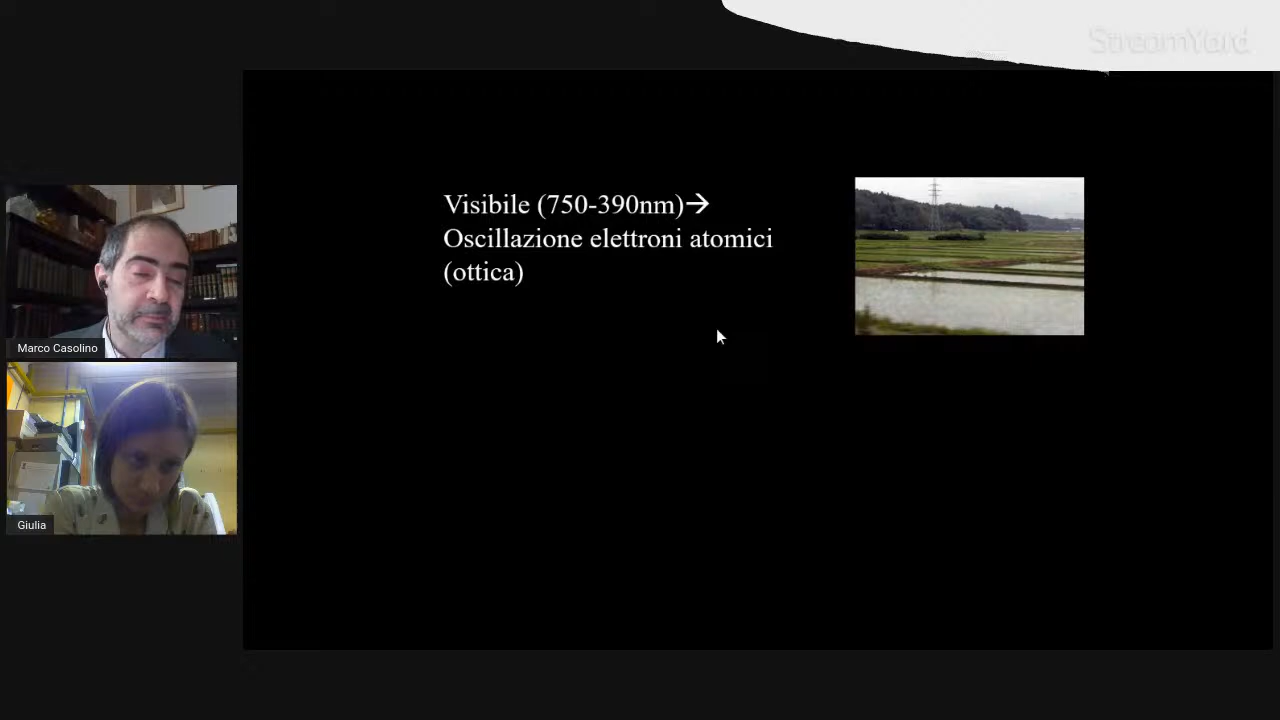 StreamYard
Visibile (750-390nm)→
Oscillazione elettroni atomici
(ottica)
Marco Casolino
Giulia